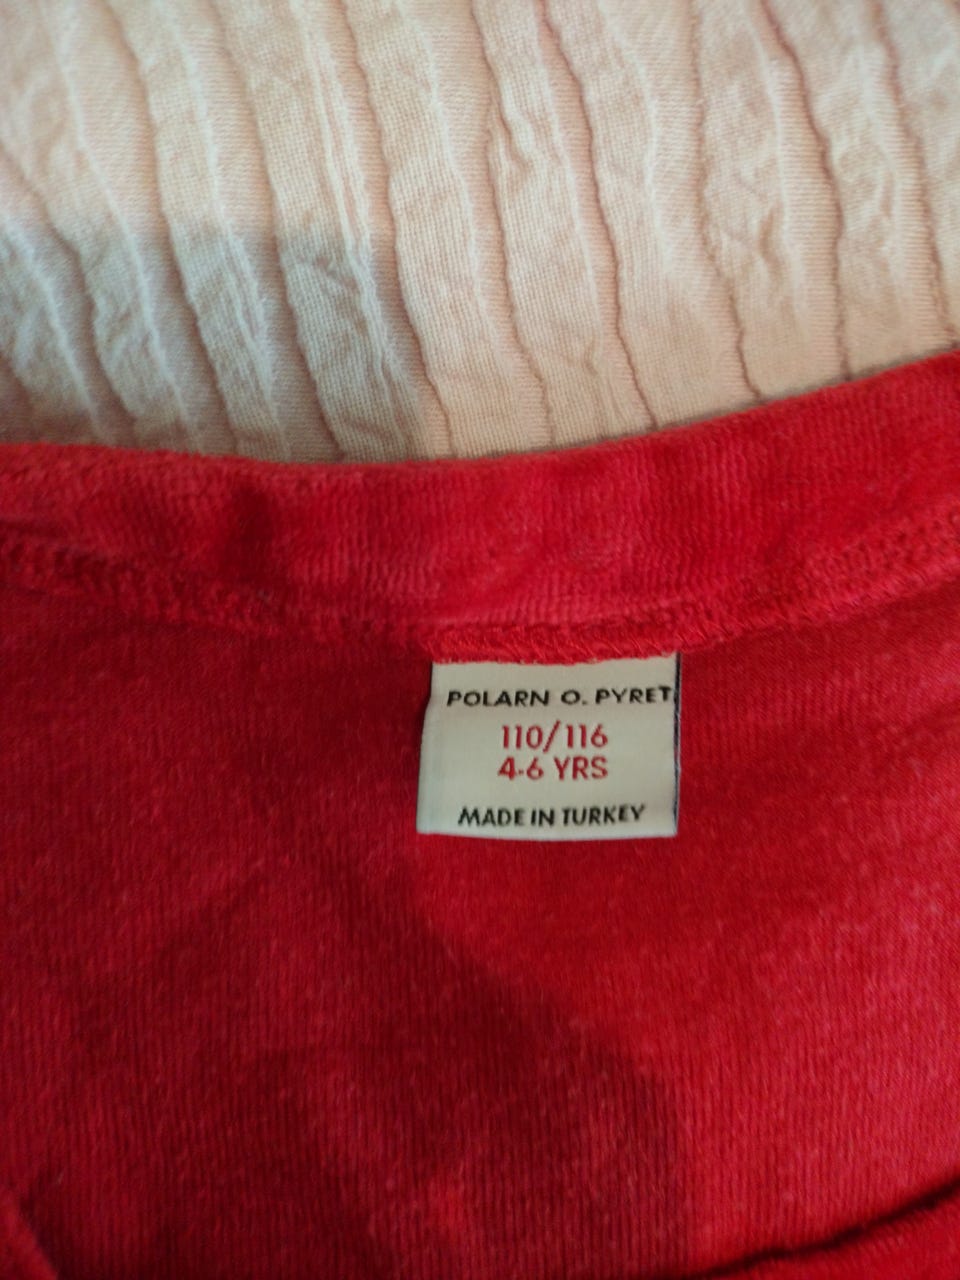 POLARN O. PYRET
110/116
4-6 YRS
MADE IN TURKEY